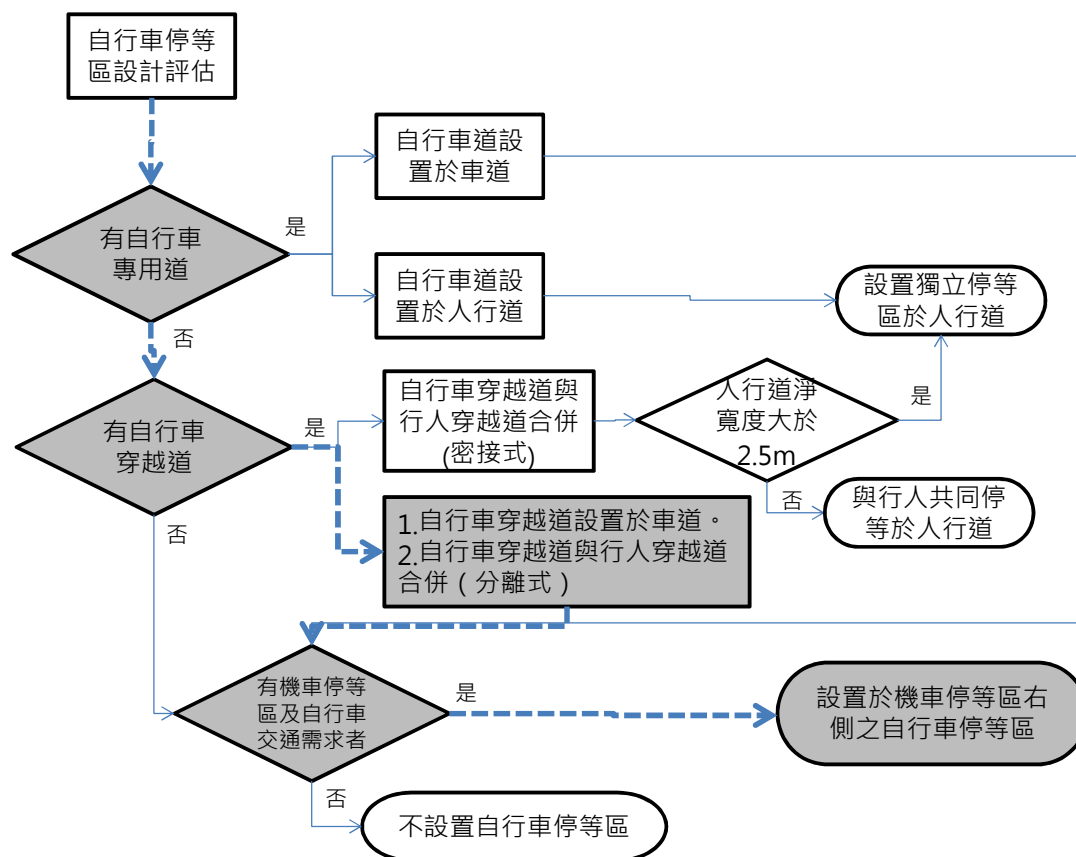 自行車停等
區設計評估
自行車道設
置於車道
是
有自行車
專用道
自行車道設
置於人行道
設置獨立停等
區於人行道
否
自行車穿越道與
行人穿越道合併
(密接式)
人行道淨
寬度大於
2.5m
是
有自行車
穿越道
是
否
與行人共同停
等於人行道
否
1.自行車穿越道設置於車道。
2.自行車穿越道與行人穿越道
合併（分離式）
有機車停等
區及自行車
交通需求者
是
設置於機車停等區右
側之自行車停等區
否
不設置自行車停等區